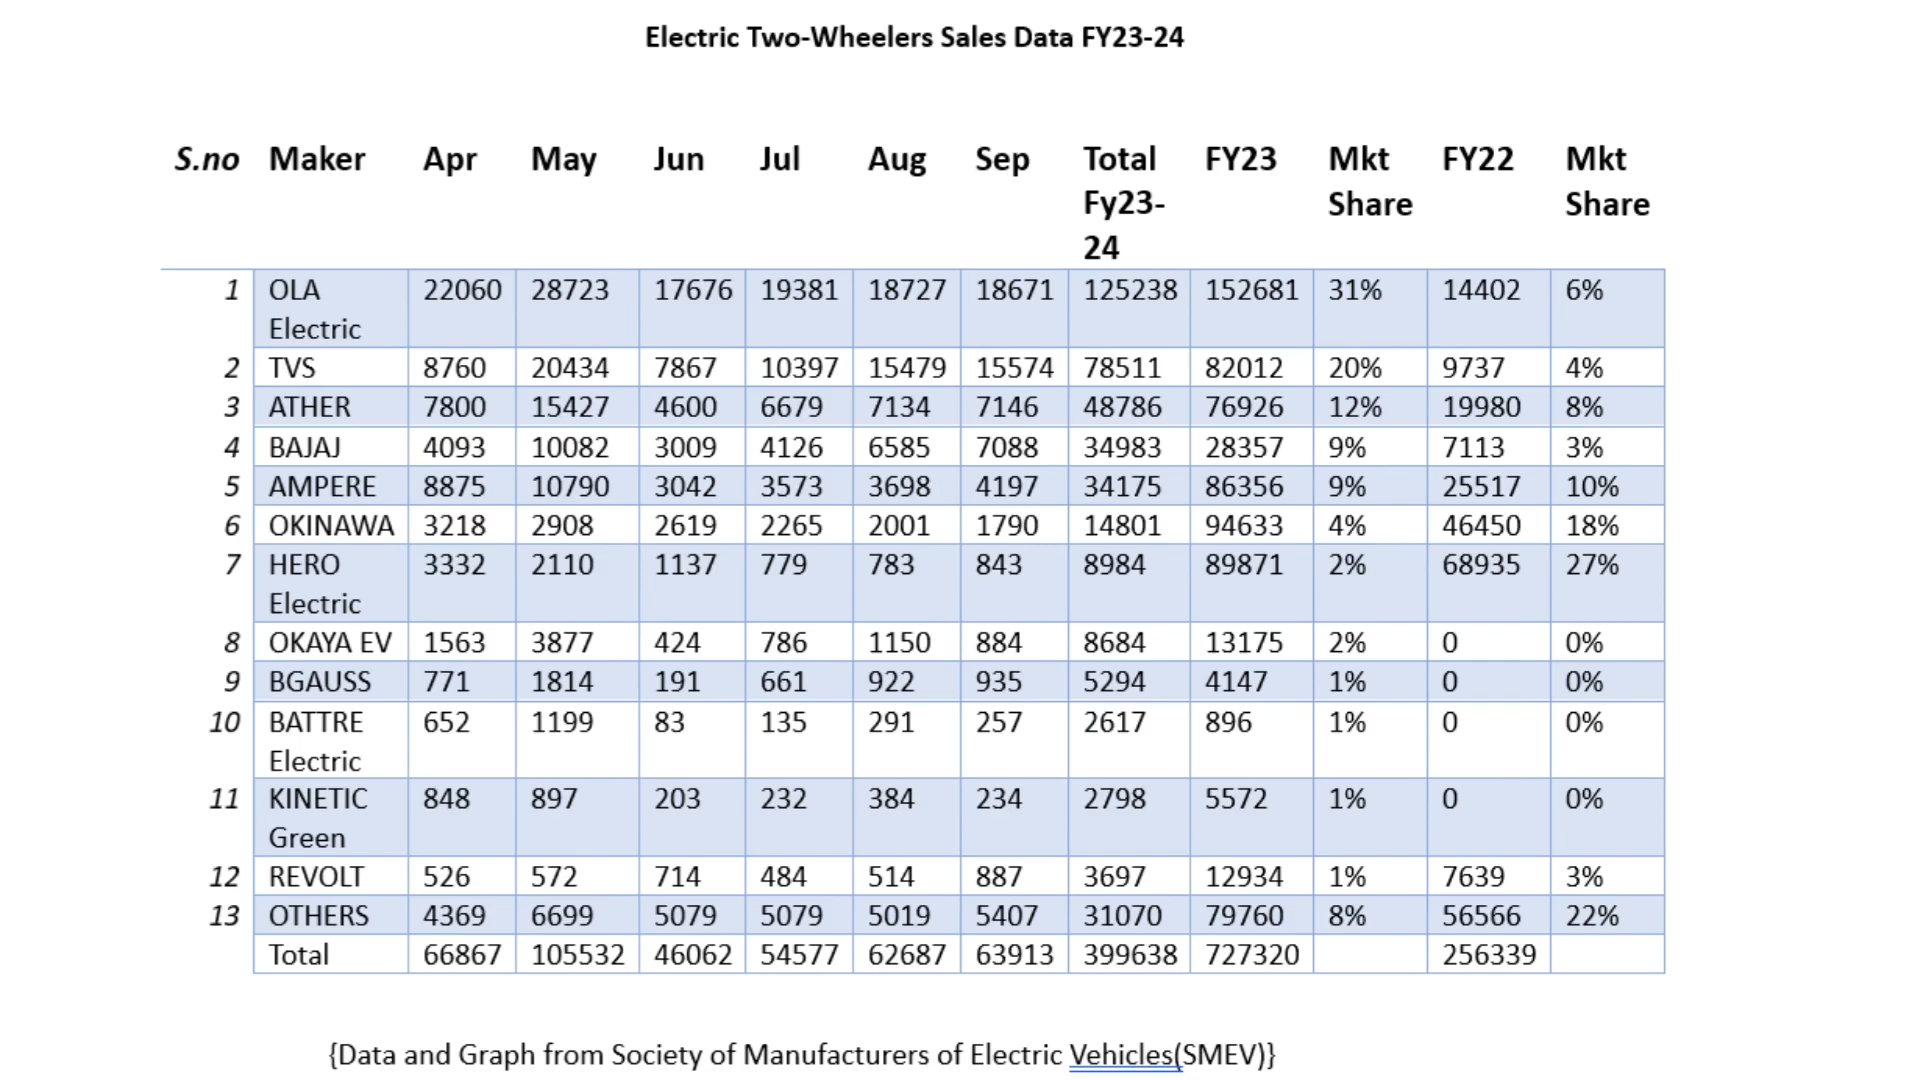 Electric Two-Wheelers Sales Data FY23-24
S.no Maker Apr May Jun Jul Aug Sep Total Fy23-24 FY23 Mkt Share FY22 Mkt Share
1 OLA Electric 22060 28723 17676 19381 18727 18671 125238 152681 31% 14402 6%
2 TVS 8760 20434 7867 10397 15479 15574 78511 82012 20% 9737 4%
3 ATHER 7800 15427 4600 6679 7134 7146 48786 76926 12% 19980 8%
4 BAJAJ 4093 10082 3009 4126 6585 7088 34983 28357 9% 7113 3%
5 AMPERE 8875 10790 3042 3573 3698 4197 34175 86356 9% 25517 10%
6 OKINAWA 3218 2908 2619 2265 2001 1790 14801 94633 4% 46450 18%
7 HERO Electric 3332 2110 1137 779 783 843 8984 89871 2% 68935 27%
8 OKAYA EV 1563 3877 424 786 1150 884 8684 13175 2% 0 0%
9 BGAUSS 771 1814 191 661 922 935 5294 4147 1% 0 0%
10 BATTRE Electric 652 1199 83 135 291 257 2617 896 1% 0 0%
11 KINETIC Green 848 897 203 232 384 234 2798 5572 1% 0 0%
12 REVOLT 526 572 714 484 514 887 3697 12934 1% 7639 3%
13 OTHERS 4369 6699 5079 5079 5019 5407 31070 79760 8% 56566 22%
Total 66867 105532 46062 54577 62687 63913 399638 727320 256339
{Data and Graph from Society of Manufacturers of Electric Vehicles(SMEV)}